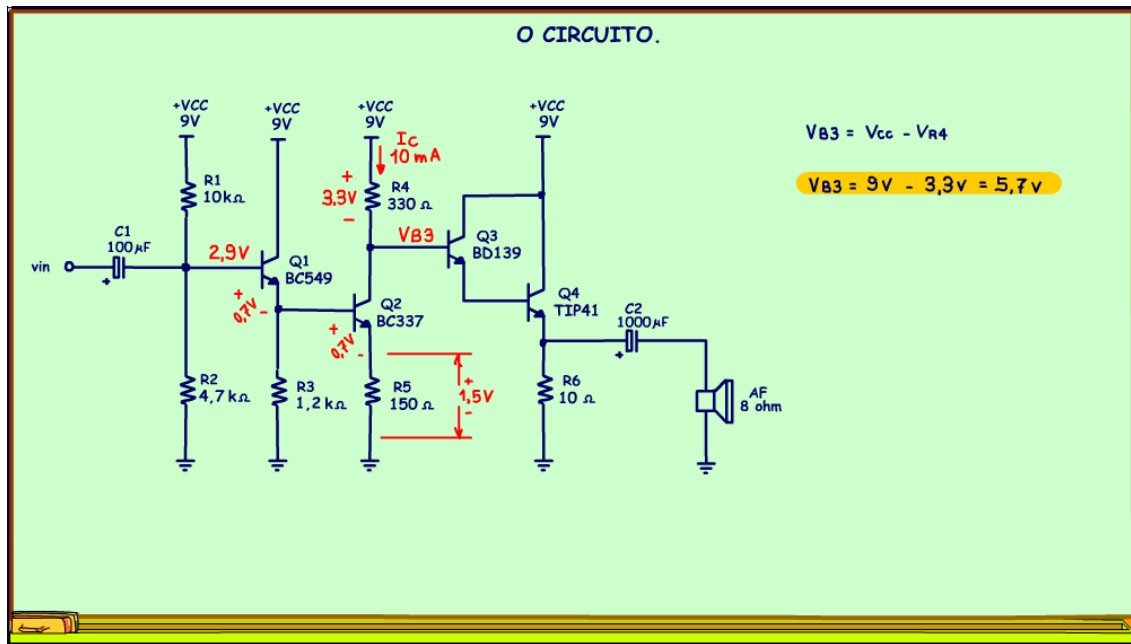 O CIRCUITO.
+VCC
9V
+VCC
9V
+VCC
9V
+VCC
9V
Ic
10 mA
VB3 = VCC - VR4
VB3 = 9V - 3,3V = 5,7V
R1
10kΩ
+
3.3V
-
R4
330 Ω
C1
100µF
vin
+
2,9V
Q1
BC549
VB3
Q3
BD139
+
0,7V
-
Q2
BC337
Q4
TIP41
C2
1000µF
+
+
0,7V
-
R2
4,7 kΩ
R3
1,2 kΩ
R5
150 Ω
+
1,5V
-
R6
10 Ω
AF
8 ohm